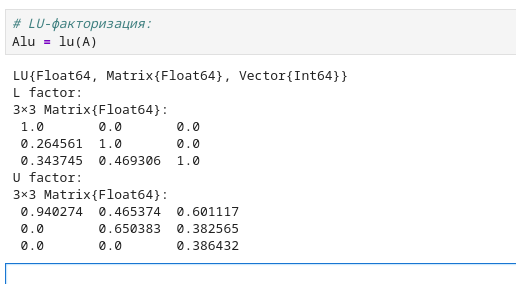 # LU-факторизация:
Alu = lu(A)
LU{Float64, Matrix{Float64}, Vector{Int64}}
L factor:
3×3 Matrix{Float64}:
 1.0       0.0       0.0
 0.264561  1.0       0.0
 0.343745  0.469306  1.0
U factor:
3×3 Matrix{Float64}:
 0.940274  0.465374  0.601117
 0.0       0.650383  0.382565
 0.0       0.0       0.386432